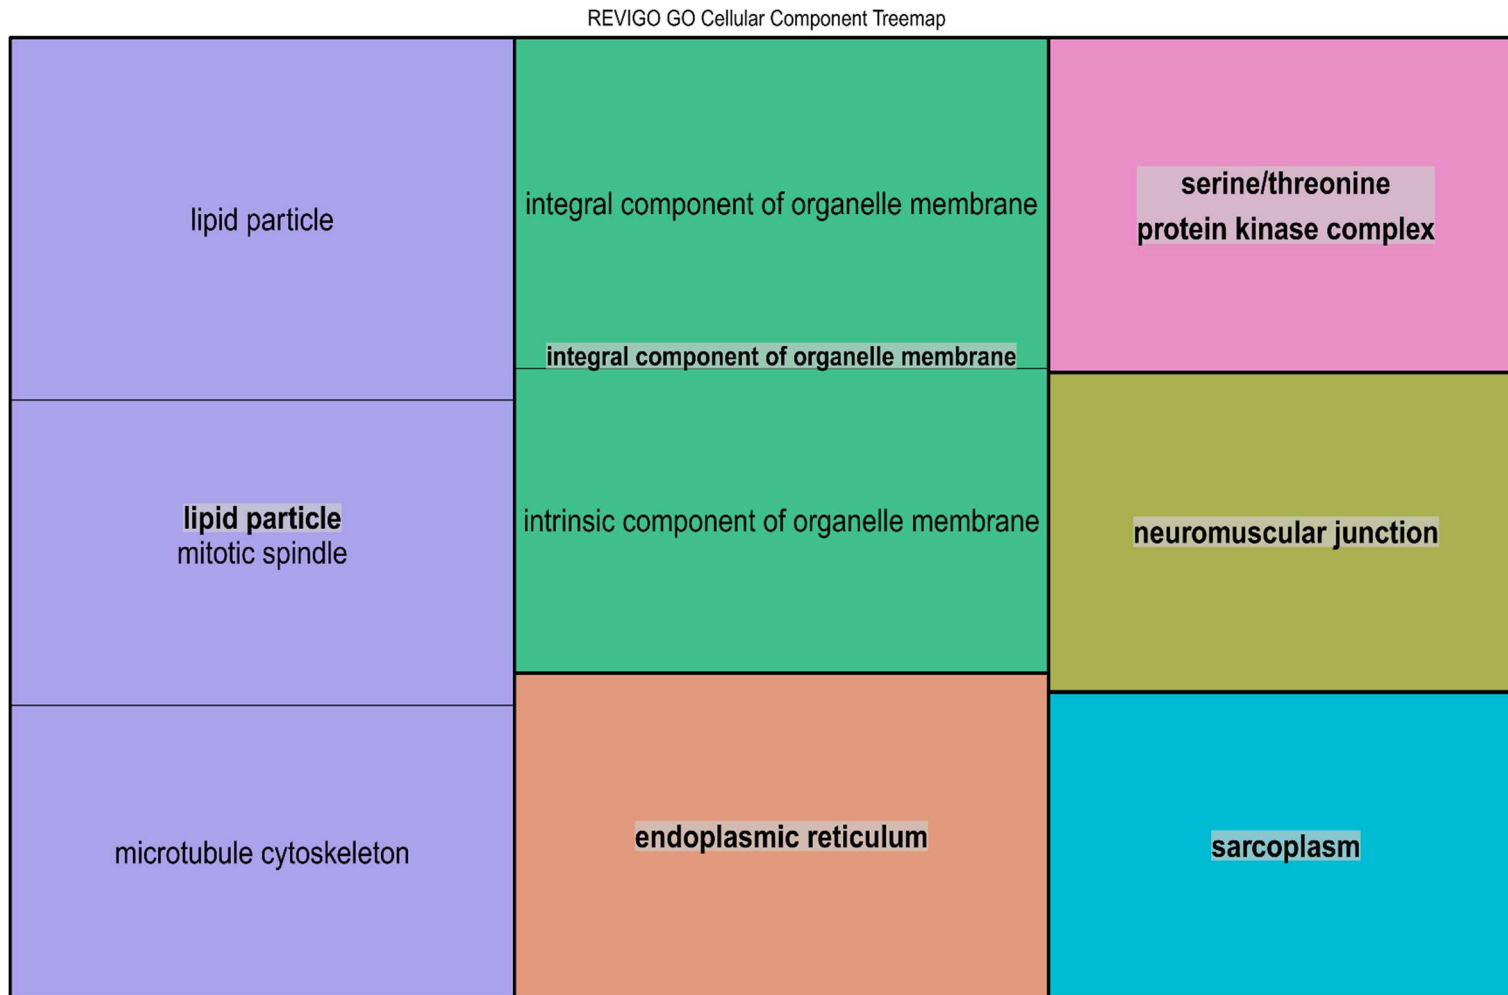 REVIGO GO Cellular Component Treemap
lipid particle
lipid particle
mitotic spindle
microtubule cytoskeleton
integral component of organelle membrane
integral component of organelle membrane
intrinsic component of organelle membrane
endoplasmic reticulum
serine/threonine
protein kinase complex
neuromuscular junction
sarcoplasm